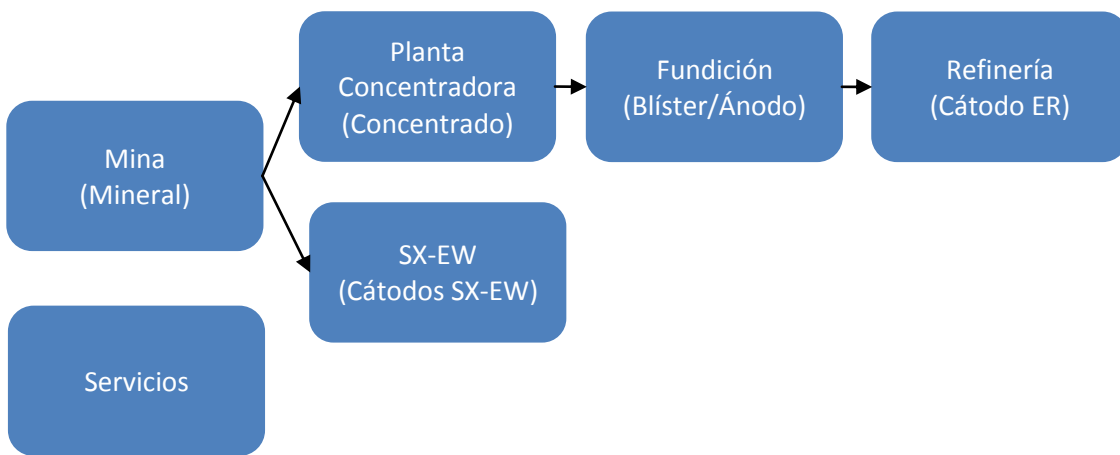 Mina
(Mineral)
Planta
Concentradora
(Concentrado)
Fundición
(Blíster/Ánodo)
Refinería
(Cátodo ER)
SX-EW
(Cátodos SX-EW)
Servicios